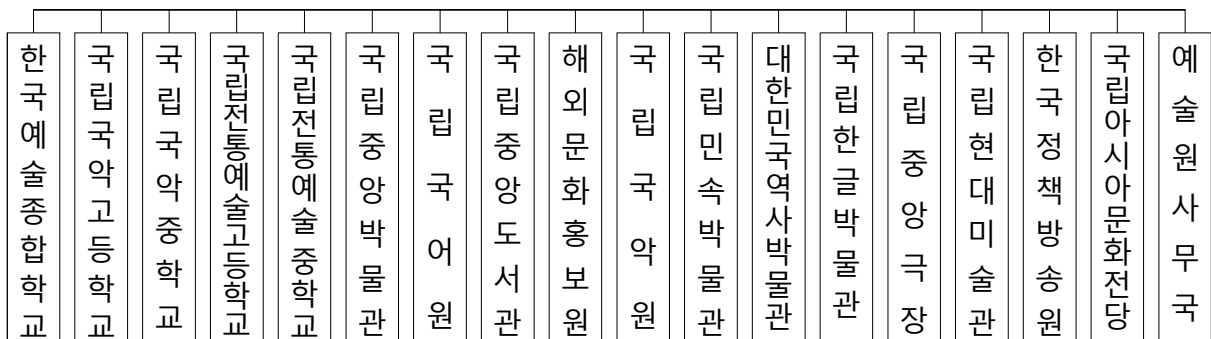 한국예술종합학교
국립국악고등학교
국립국악중학교
국립전통예술고등학교
국립전통예술중학교
국립중앙박물관
국립국어원
국립중앙도서관
해외문화홍보원
국립국악원
국립민속박물관
대한민국역사박물관
국립한글박물관
국립중앙극장
국립현대미술관
한국정책방송원
국립아시아문화전당
예술원사무국